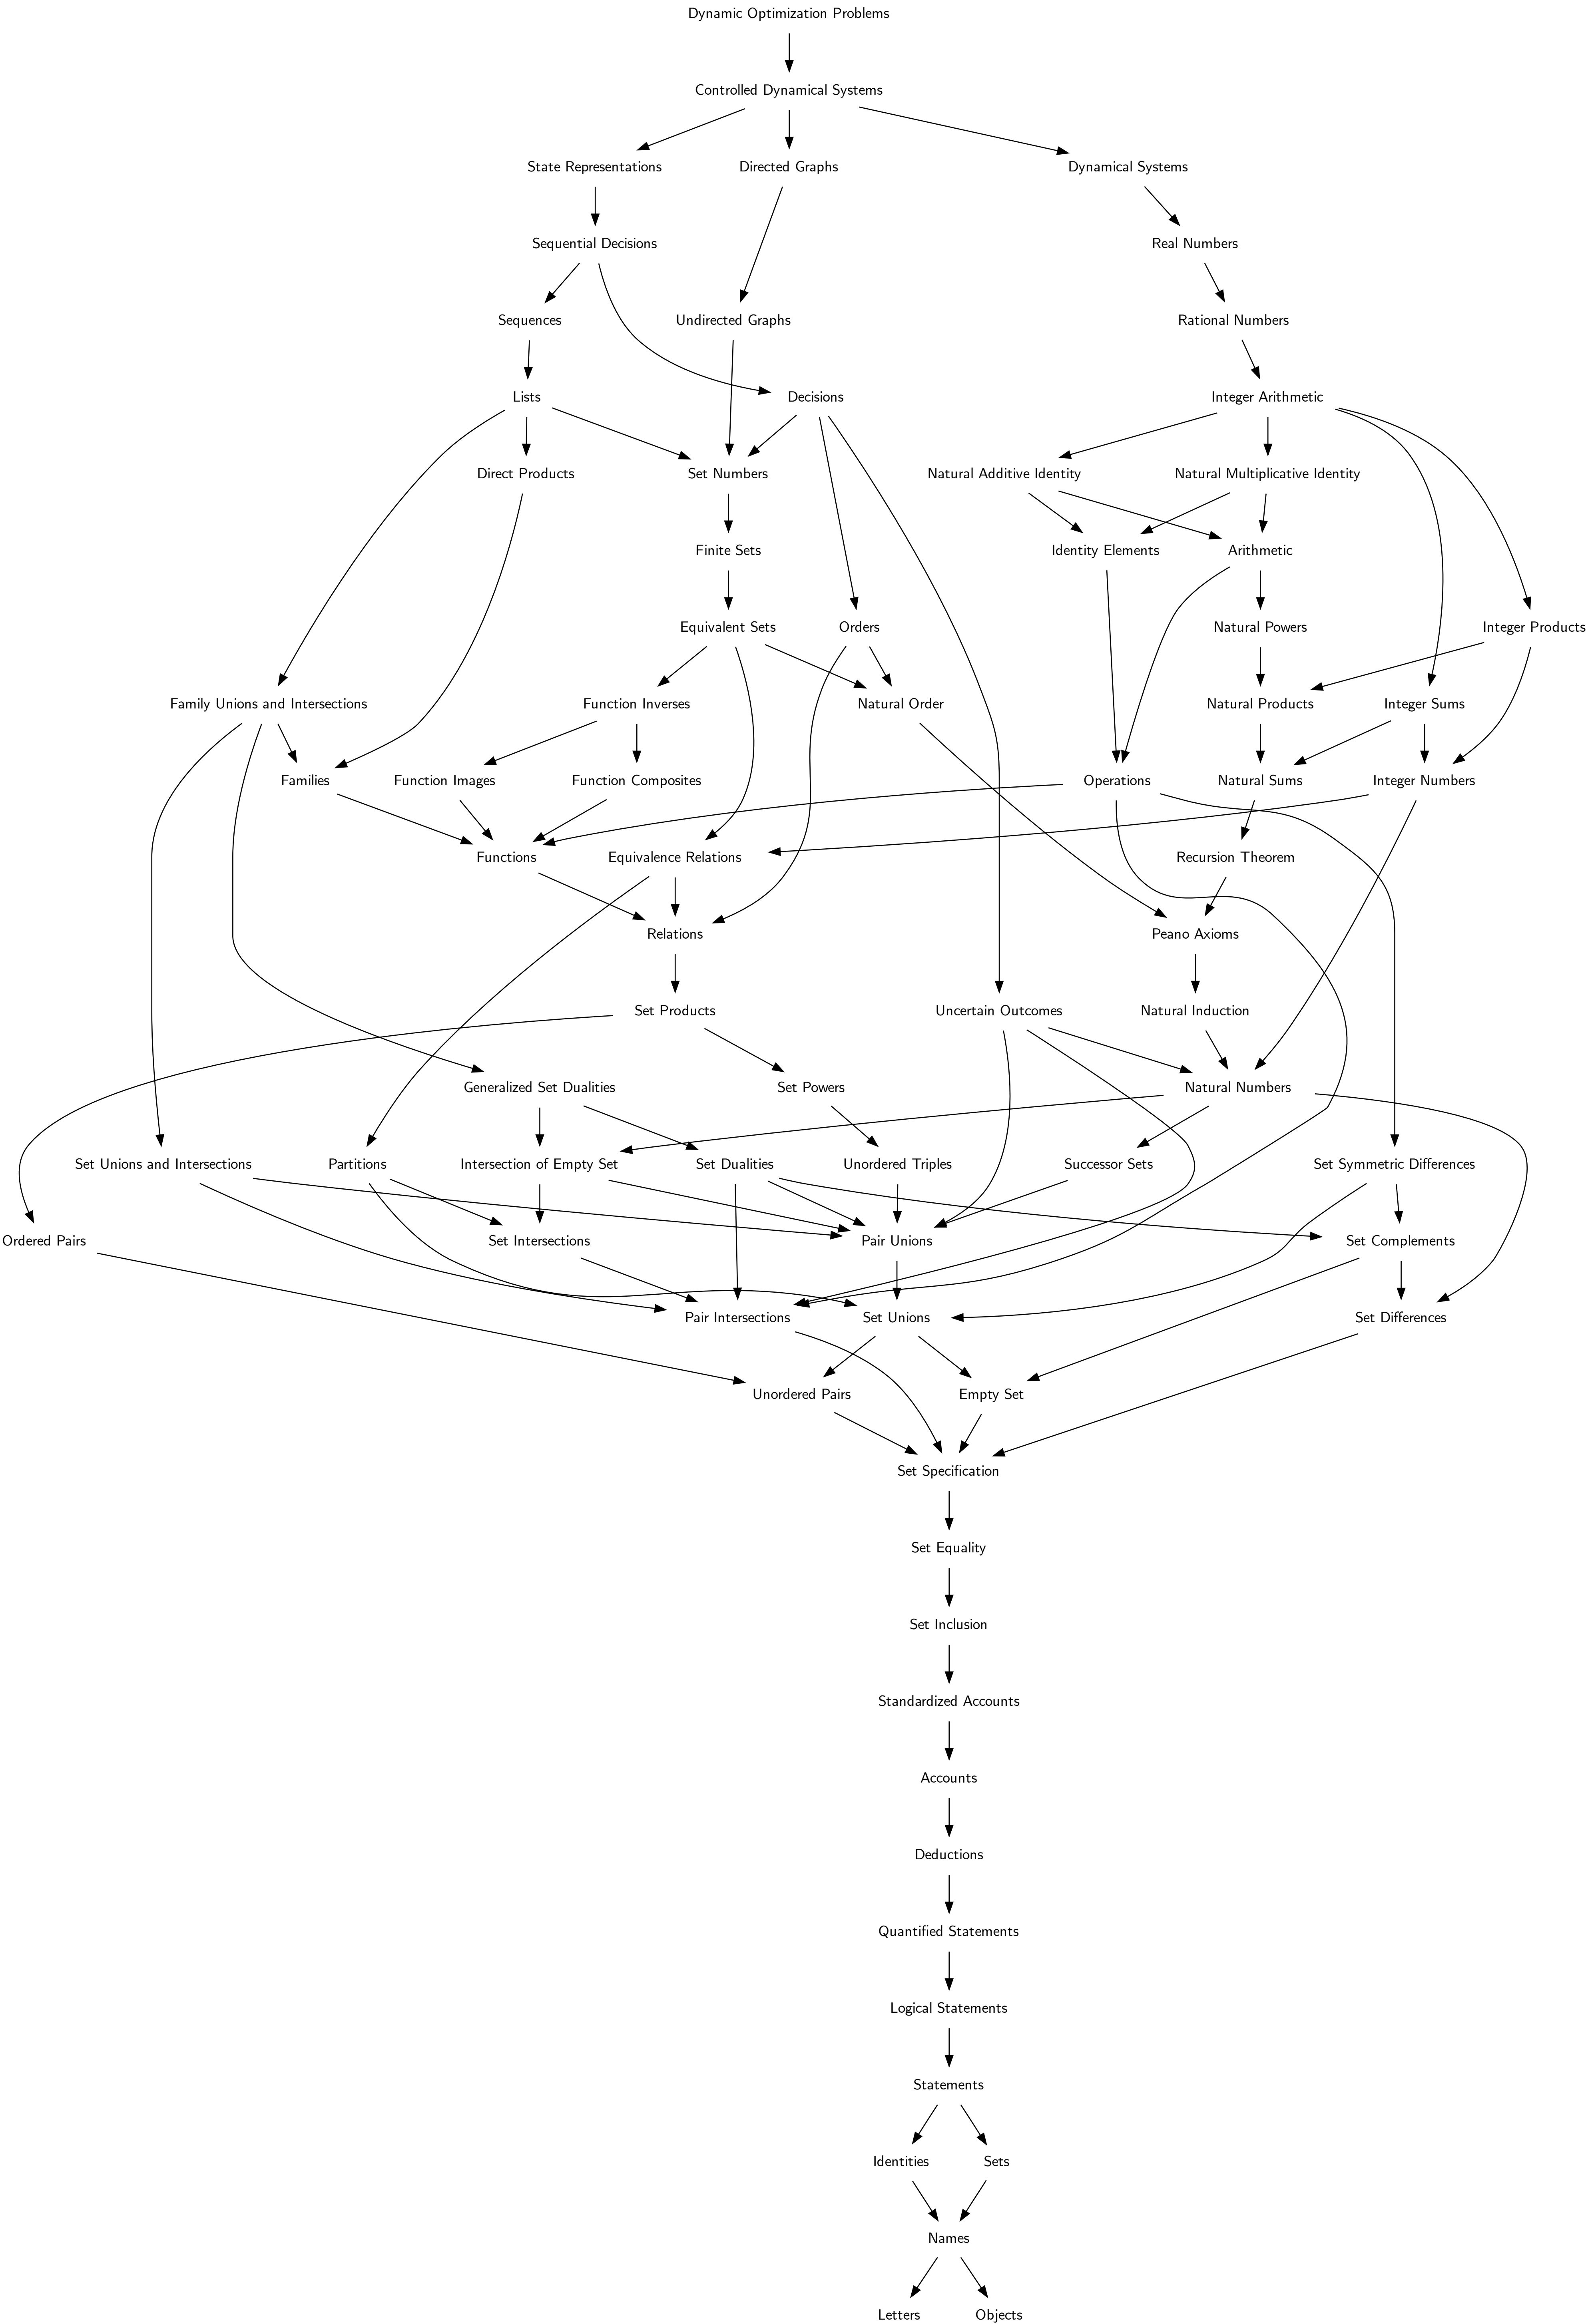 Dynamic Optimization Problems
Controlled Dynamical Systems
State Representations
Directed Graphs
Dynamical Systems
Sequential Decisions
Real Numbers
Sequences
Undirected Graphs
Rational Numbers
Lists
Decisions
Integer Arithmetic
Direct Products
Set Numbers
Natural Additive Identity
Natural Multiplicative Identity
Finite Sets
Identity Elements
Arithmetic
Equivalent Sets
Orders
Natural Powers
Integer Products
Family Unions and Intersections
Function Inverses
Natural Order
Natural Products
Integer Sums
Families
Function Images
Function Composites
Operations
Natural Sums
Integer Numbers
Functions
Equivalence Relations
Recursion Theorem
Relations
Peano Axioms
Set Products
Uncertain Outcomes
Natural Induction
Generalized Set Dualities
Set Powers
Natural Numbers
Set Unions and Intersections
Partitions
Intersection of Empty Set
Set Dualities
Unordered Triples
Successor Sets
Set Symmetric Differences
Ordered Pairs
Set Intersections
Pair Unions
Set Complements
Pair Intersections
Set Unions
Set Differences
Unordered Pairs
Empty Set
Set Specification
Set Equality
Set Inclusion
Standardized Accounts
Accounts
Deductions
Quantified Statements
Logical Statements
Statements
Identities
Sets
Names
Letters
Objects